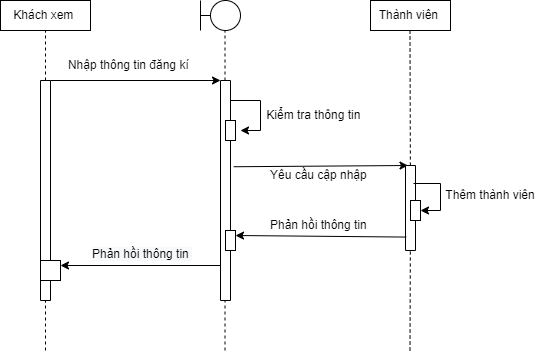 Khách xem
Thành viên
Nhập thông tin đăng kí
Kiểm tra thông tin
Yêu cầu cập nhập
Thêm thành viên
Phản hồi thông tin
Phản hồi thông tin